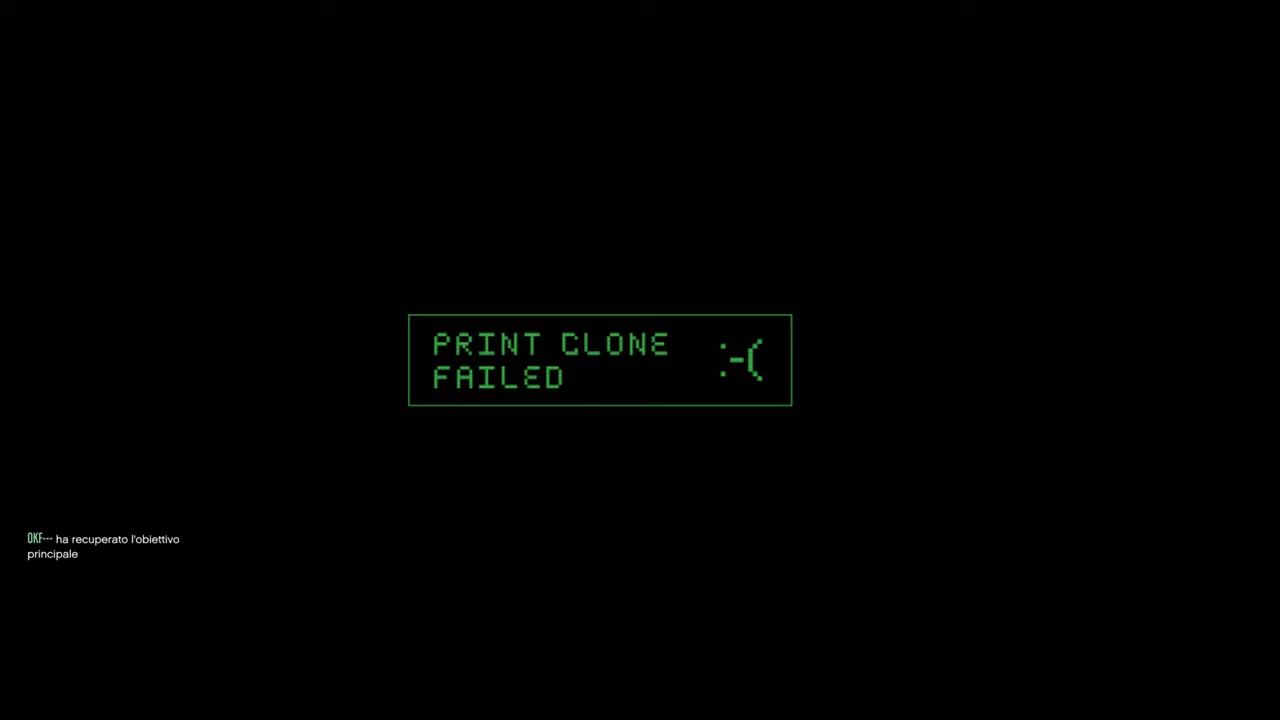 PRINT CLONE
FAILED
:-(
OKF--- ha recuperato l'obiettivo
principale